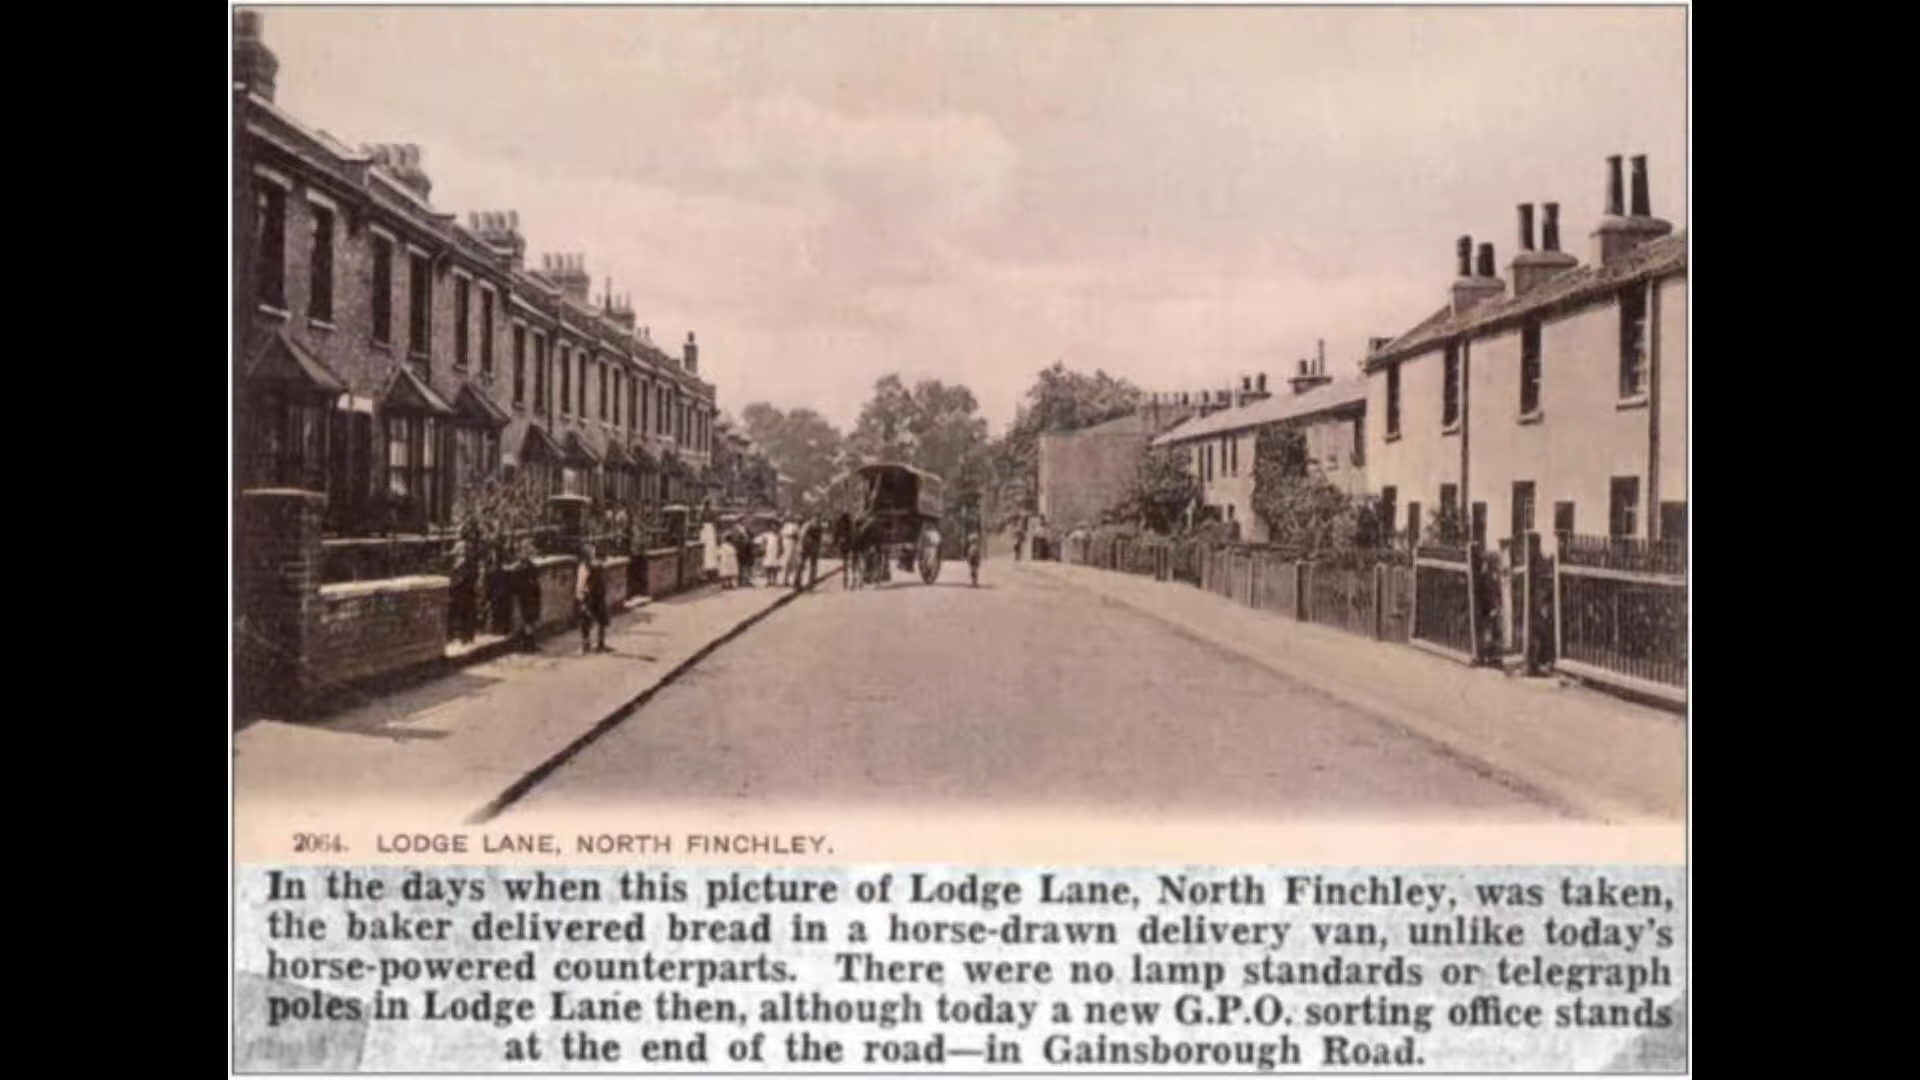 2064. LODGE LANE, NORTH FINCHLEY.
In the days when this picture of Lodge Lane, North Finchley, was taken,
the baker delivered bread in a horse-drawn delivery van, unlike today's
horse-powered counterparts. There were no lamp standards or telegraph
poles in Lodge Lane then, although today a new G.P.O. sorting office stands
at the end of the road—in Gainsborough Road.